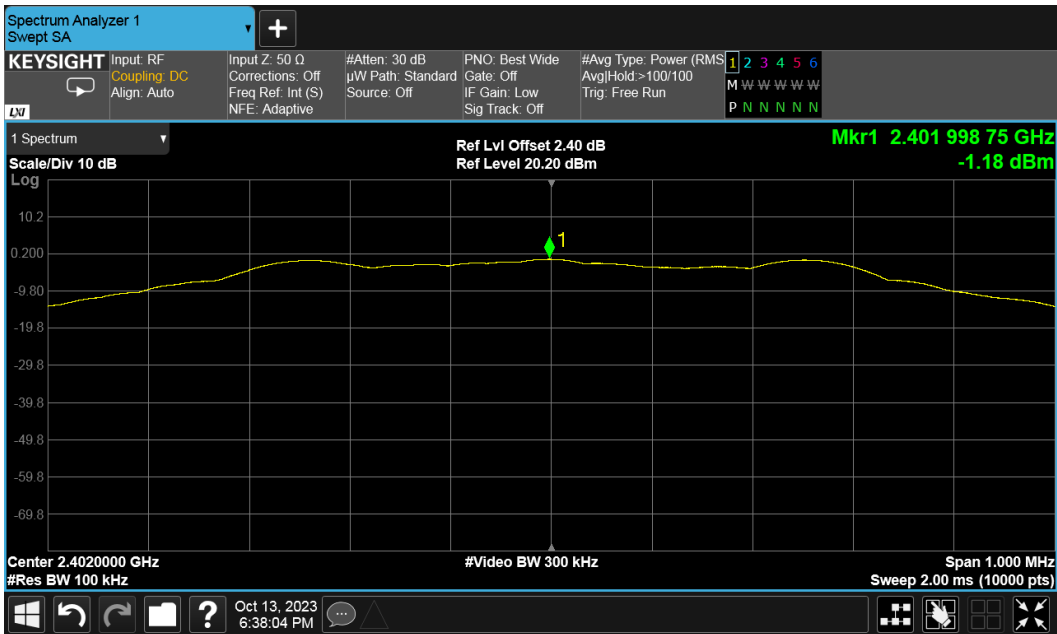 Spectrum Analyzer 1
Swept SA
KEYSIGHT
LXI
Input: RF
Coupling: DC
Align: Auto
Input Z: 50 Ω
Corrections: Off
Freq Ref: Int (S)
NFE: Adaptive
#Atten: 30 dB
µW Path: Standard
Source: Off
PNO: Best Wide
Gate: Off
IF Gain: Low
Sig Track: Off
#Avg Type: Power (RMS
Avg|Hold:>100/100
Trig: Free Run
1 2 3 4 5 6
M W W W W W
P N N N N N
1 Spectrum
Scale/Div 10 dB
Ref Lvl Offset 2.40 dB
Ref Level 20.20 dBm
Mkr1 2.401 998 75 GHz
-1.18 dBm
Log
10.2
0.200
-9.80
-19.8
-29.8
-39.8
-49.8
-59.8
-69.8
1
Center 2.4020000 GHz
#Res BW 100 kHz
#Video BW 300 kHz
Span 1.000 MHz
Sweep 2.00 ms (10000 pts)
Oct 13, 2023
6:38:04 PM